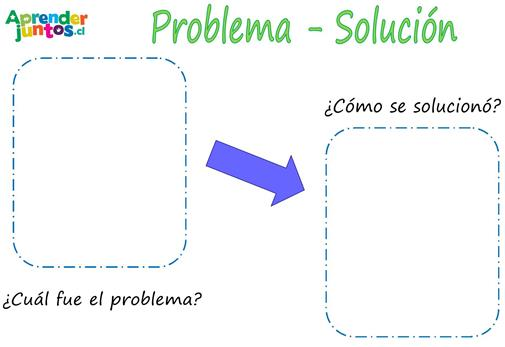 Aprender
juntos.cl
Problema - Solución
¿Cómo se solucionó?
¿Cuál fue el problema?